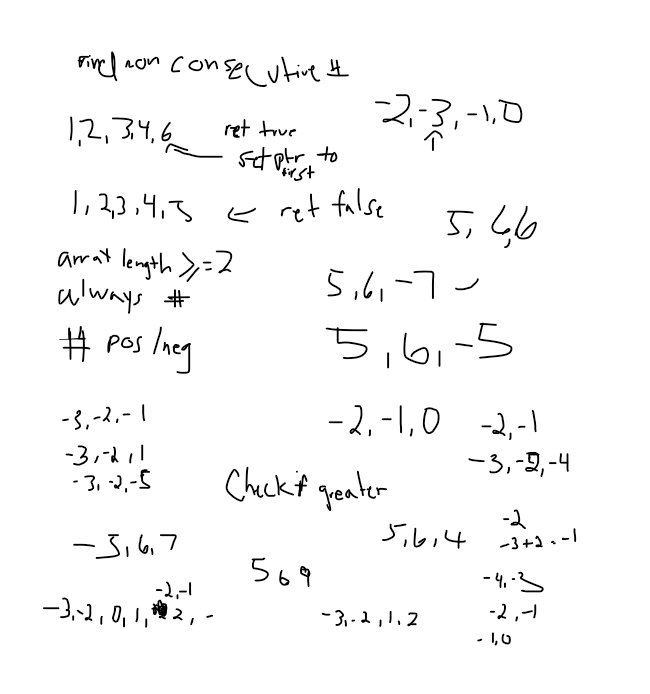 find non consecutive #
1,2,3,4,6 ret true
set ptr to
first
-2,-3,-1,0
1,2,3,4,5 ← ret false
5,6,6
array length >,=2
always #
5,6,-7
# pos/neg
5,6,-5
-3,-2,-1
-2,-1,0
-2,-1
-3,-2,1
-3,-2,-4
-3,-2,-5
Check if greater
-3,6,7
5,6,4
-2
-3+2=-1
5 6 9
-4,-3
-2,-1
-3,-2,0,1, 2, -
-3,-2,1,2
-2,-1
-1,0